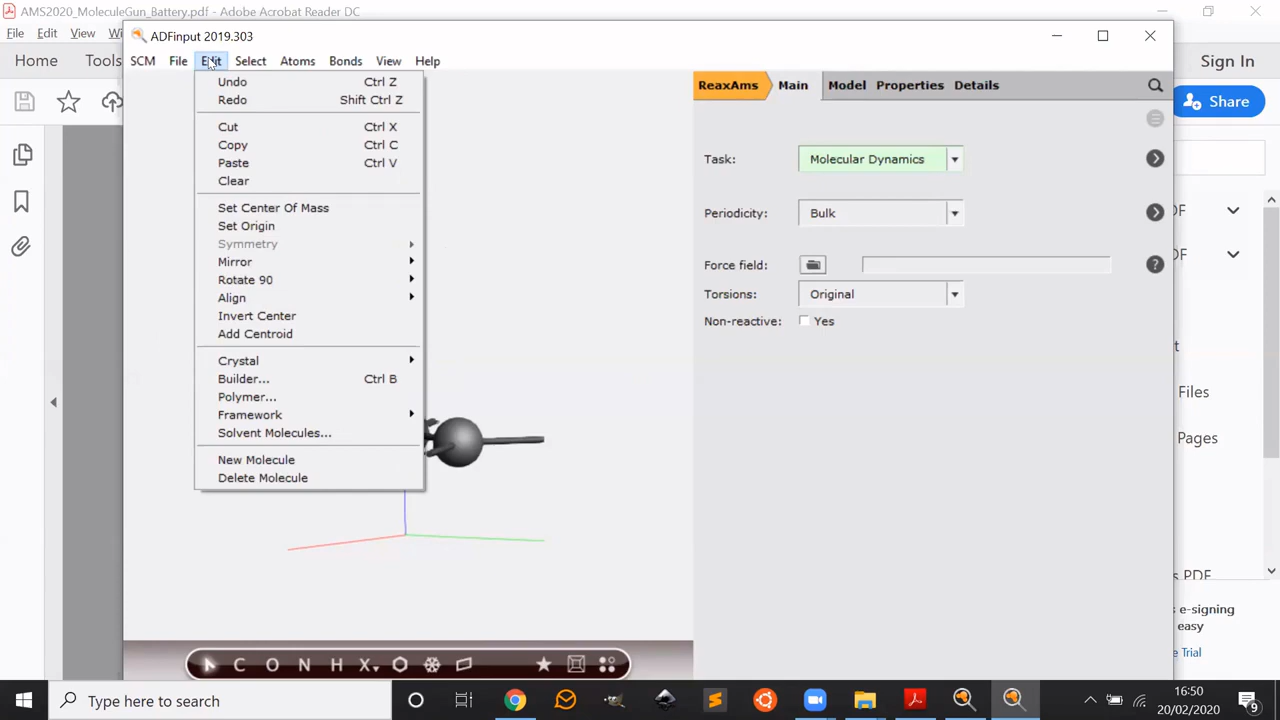 AMS2020_MoleculeGun_Battery.pdf - Adobe Acrobat Reader DC
File Edit View
Home Tools
Sign In
Share
ADFinput 2019.303
SCM File Edit Select Atoms Bonds View Help
Undo Ctrl Z
Redo Shift Ctrl Z
Cut Ctrl X
Copy Ctrl C
Paste Ctrl V
Clear
Set Center Of Mass
Set Origin
Symmetry
Mirror
Rotate 90
Align
Invert Center
Add Centroid
Crystal
Builder... Ctrl B
Polymer...
Framework
Solvent Molecules...
New Molecule
Delete Molecule
ReaxAms Main Model Properties Details
Task: Molecular Dynamics
Periodicity: Bulk
Force field: ?
Torsions: Original
Non-reactive: Yes
C O N H X
DF
DF
t
Files
Pages
s PDF
s e-signing
easy
e Trial
Type here to search
16:50
20/02/2020
9